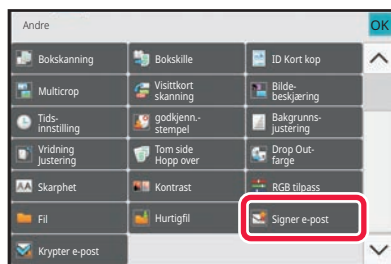 Andre
OK
Bokskanning
Bokskille
ID Kort kop
Multicrop
Visittkort
skanning
Bilde-
beskjæring
Tids-
innstilling
godkjenn.-
stempel
Bakgrunns-
justering
Vridning
Justering
Tom side
Hopp over
Drop Out-
farge
AA Skarphet
Kontrast
RGB tilpass
Fil
Hurtigfil
Signer e-post
Krypter e-post